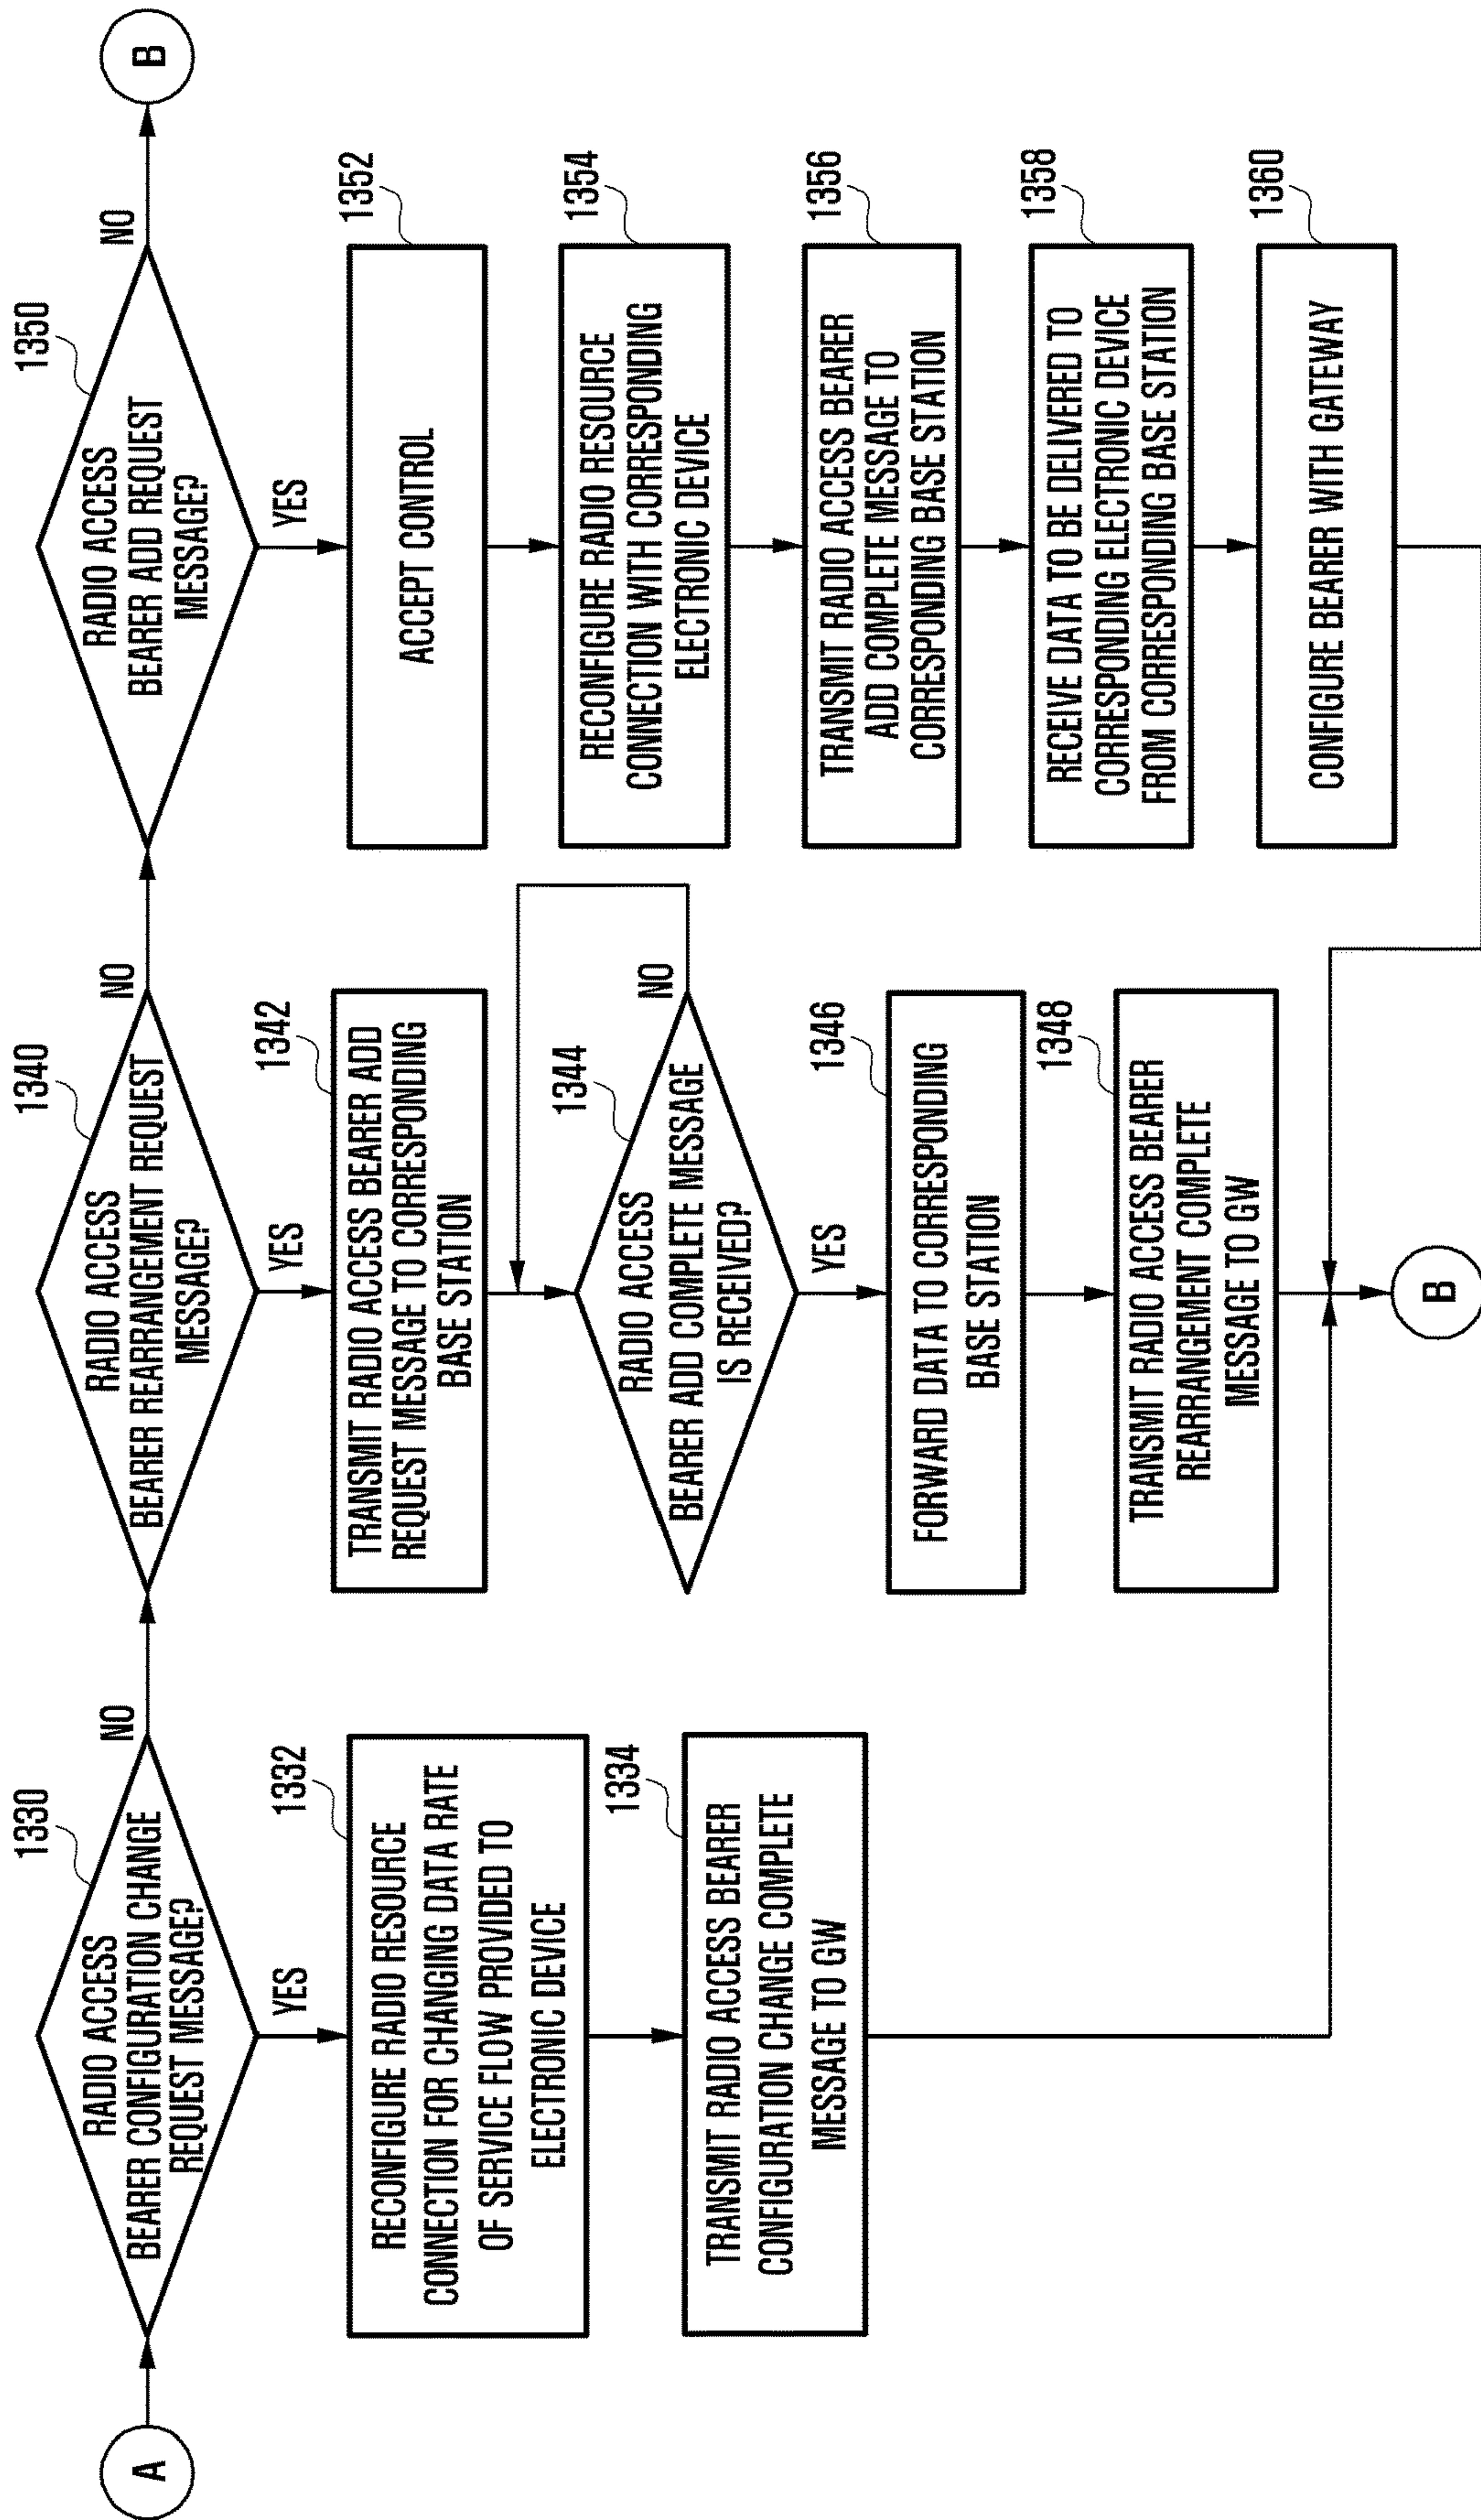 A
1330
RADIO ACCESS
BEARER CONFIGURATION CHANGE
REQUEST MESSAGE?
NO
YES
1332
RECONFIGURE RADIO RESOURCE
CONNECTION FOR CHANGING DATA RATE
OF SERVICE FLOW PROVIDED TO
ELECTRONIC DEVICE
1334
TRANSMIT RADIO ACCESS BEARER
CONFIGURATION CHANGE COMPLETE
MESSAGE TO GW
1340
RADIO ACCESS
BEARER REARRANGEMENT REQUEST
MESSAGE?
NO
YES
1342
TRANSMIT RADIO ACCESS BEARER ADD
REQUEST MESSAGE TO CORRESPONDING
BASE STATION
1344
RADIO ACCESS
BEARER ADD COMPLETE MESSAGE
IS RECEIVED?
NO
YES
1346
FORWARD DATA TO CORRESPONDING
BASE STATION
1348
TRANSMIT RADIO ACCESS BEARER
REARRANGEMENT COMPLETE
MESSAGE TO GW
B
1350
RADIO ACCESS
BEARER ADD REQUEST
MESSAGE?
NO
B
YES
1352
ACCEPT CONTROL
1354
RECONFIGURE RADIO RESOURCE
CONNECTION WITH CORRESPONDING
ELECTRONIC DEVICE
1356
TRANSMIT RADIO ACCESS BEARER
ADD COMPLETE MESSAGE TO
CORRESPONDING BASE STATION
1358
RECEIVE DATA TO BE DELIVERED TO
CORRESPONDING ELECTRONIC DEVICE
FROM CORRESPONDING BASE STATION
1360
CONFIGURE BEARER WITH GATEWAY